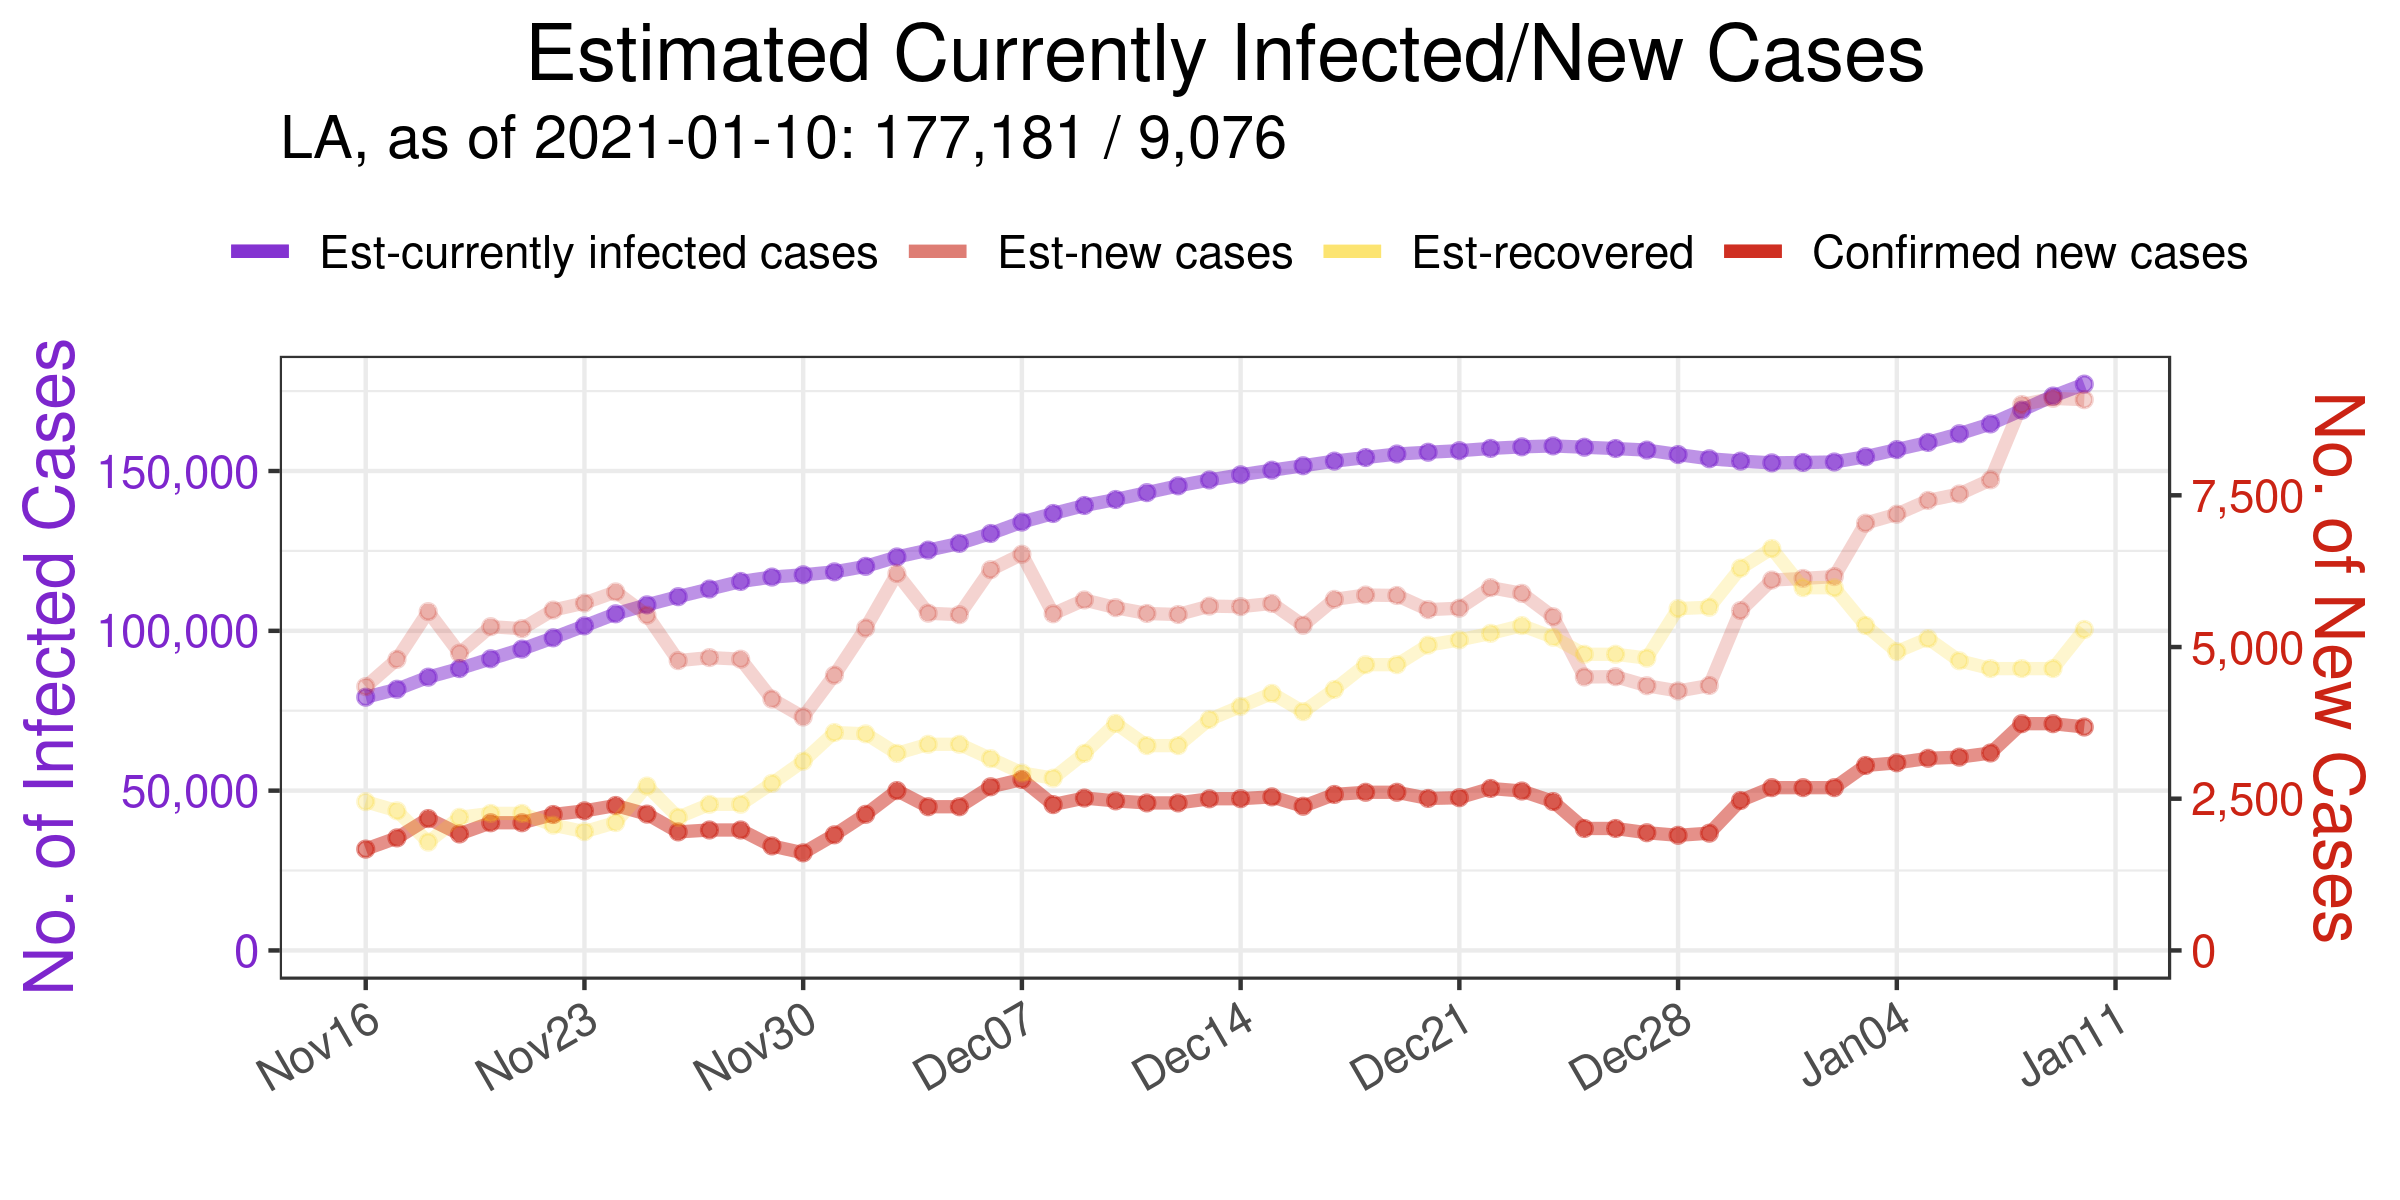 Estimated Currently Infected/New Cases
LA, as of 2021-01-10: 177,181 / 9,076
Est-currently infected cases Est-new cases Est-recovered Confirmed new cases
No. of Infected Cases
150,000
100,000
50,000
0
7,500
5,000
2,500
0
No. of New Cases
Nov16 Nov23 Nov30 Dec07 Dec14 Dec21 Dec28 Jan04 Jan11